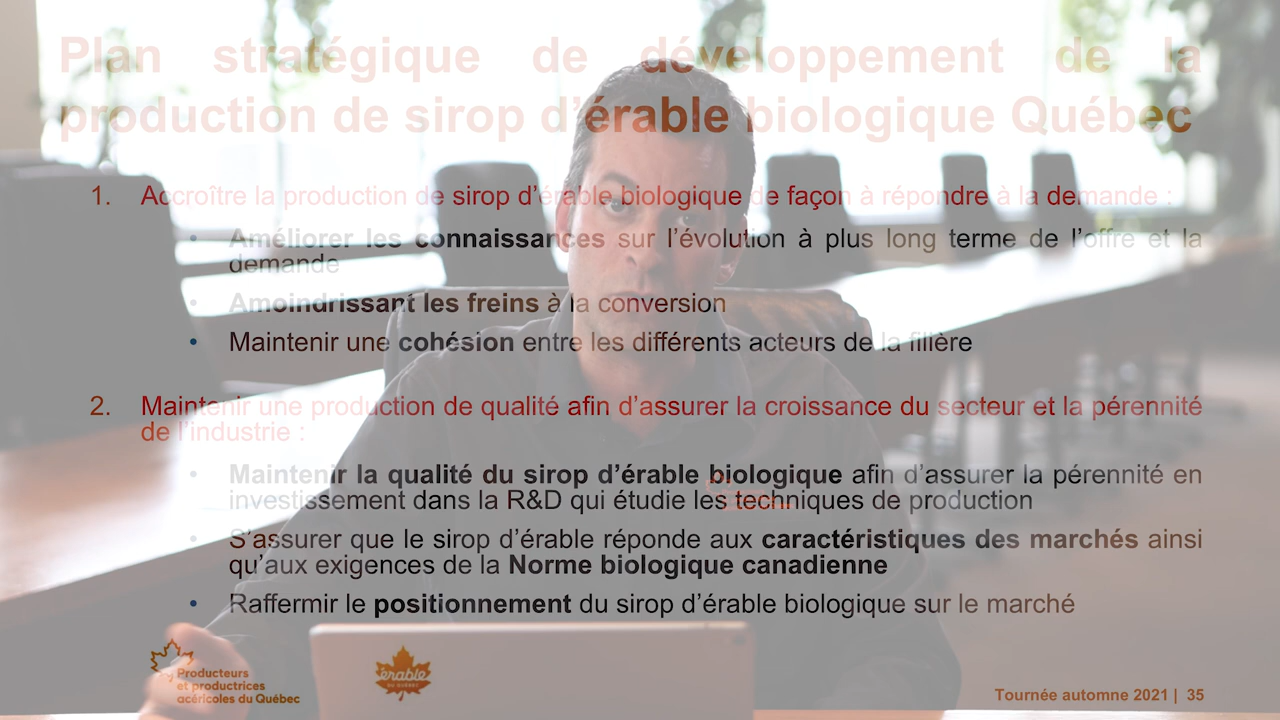 Plan stratégique de développement de la
production de sirop d’érable biologique Québec
1. Accroître la production de sirop d’érable biologique de façon à répondre à la demande :
• Améliorer les connaissances sur l’évolution à plus long terme de l’offre et la
demande
• Amoindrissant les freins à la conversion
• Maintenir une cohésion entre les différents acteurs de la filière
2. Maintenir une production de qualité afin d’assurer la croissance du secteur et la pérennité
de l’industrie :
• Maintenir la qualité du sirop d’érable biologique afin d’assurer la pérennité en
investissement dans la R&D qui étudie les techniques de production
• S’assurer que le sirop d’érable réponde aux caractéristiques des marchés ainsi
qu’aux exigences de la Norme biologique canadienne
• Raffermir le positionnement du sirop d’érable biologique sur le marché
Producteurs
et productrices
acéricoles du Québec
érable
DU QUÉBEC
Tournée automne 2021 | 35